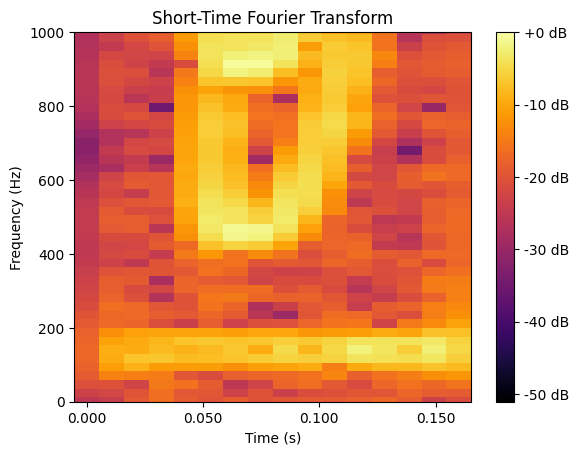 Short-Time Fourier Transform
Frequency (Hz)
1000
800
600
400
200
0
0.000
0.050
0.100
0.150
Time (s)
+0 dB
-10 dB
-20 dB
-30 dB
-40 dB
-50 dB